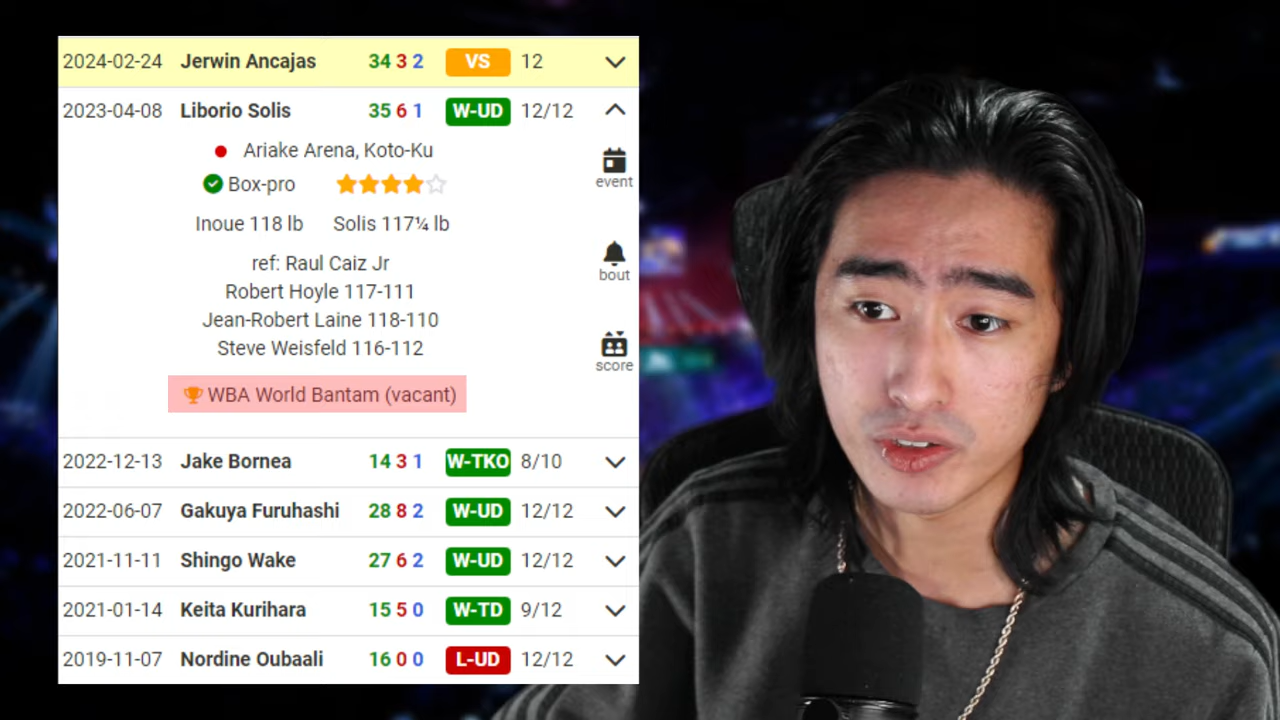 2024-02-24 Jerwin Ancajas 34 3 2 VS 12
2023-04-08 Liborio Solis 35 6 1 W-UD 12/12
Ariake Arena, Koto-Ku
event
Box-pro
Inoue 118 lb Solis 117¼ lb
ref: Raul Caiz Jr
bout
Robert Hoyle 117-111
Jean-Robert Laine 118-110
Steve Weisfeld 116-112
score
WBA World Bantam (vacant)
2022-12-13 Jake Bornea 14 3 1 W-TKO 8/10
2022-06-07 Gakuya Furuhashi 28 8 2 W-UD 12/12
2021-11-11 Shingo Wake 27 6 2 W-UD 12/12
2021-01-14 Keita Kurihara 15 5 0 W-TD 9/12
2019-11-07 Nordine Oubaali 16 0 0 L-UD 12/12